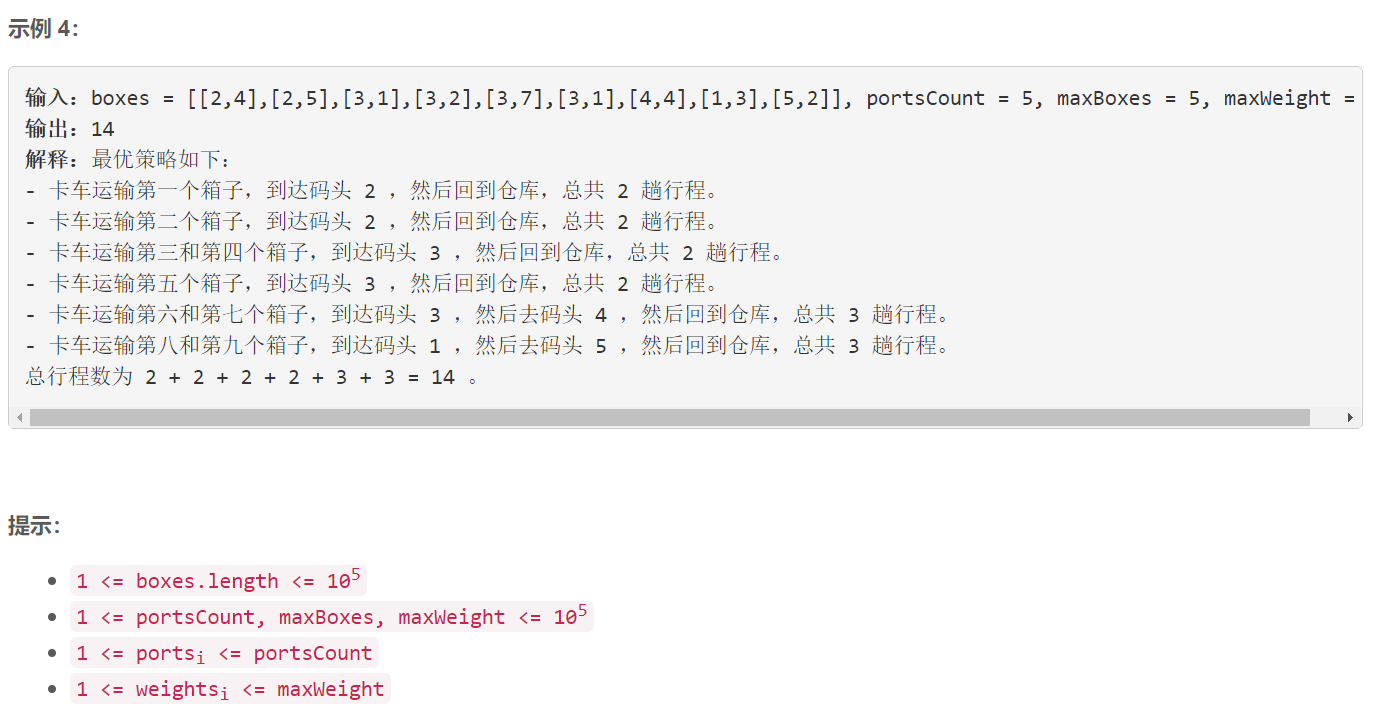 示例 4：
输入：boxes = [[2,4],[2,5],[3,1],[3,2],[3,7],[3,1],[4,4],[1,3],[5,2]], portsCount = 5, maxBoxes = 5, maxWeight =
输出：14
解释：最优策略如下：
- 卡车运输第一个箱子，到达码头 2 ，然后回到仓库，总共 2 趟行程。
- 卡车运输第二个箱子，到达码头 2 ，然后回到仓库，总共 2 趟行程。
- 卡车运输第三和第四个箱子，到达码头 3 ，然后回到仓库，总共 2 趟行程。
- 卡车运输第五个箱子，到达码头 3 ，然后回到仓库，总共 2 趟行程。
- 卡车运输第六和第七个箱子，到达码头 3 ，然后去码头 4 ，然后回到仓库，总共 3 趟行程。
- 卡车运输第八和第九个箱子，到达码头 1 ，然后去码头 5 ，然后回到仓库，总共 3 趟行程。
总行程数为 2 + 2 + 2 + 2 + 3 + 3 = 14 。
提示：
• 1 <= boxes.length <= 10⁵
• 1 <= portsCount, maxBoxes, maxWeight <= 10⁵
• 1 <= portsᵢ <= portsCount
• 1 <= weightsᵢ <= maxWeight